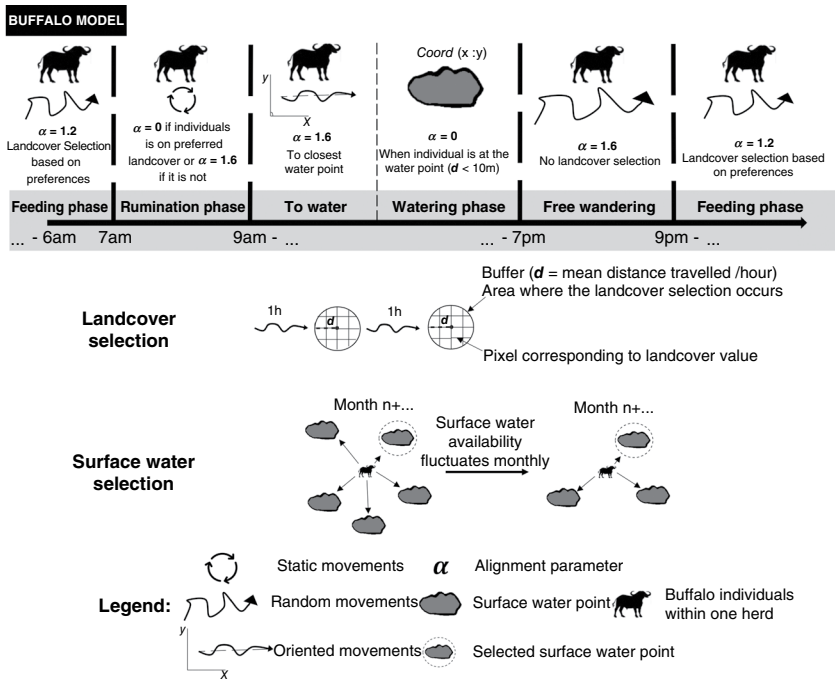 BUFFALO MODEL
α = 1.2
Landcover Selection
based on
preferences
α = 0 if individuals
is on preferred
landcover or α = 1.6
if it is not
y
x
α = 1.6
To closest
water point
Coord (x :y)
α = 0
When individual is at the
water point (d < 10m)
α = 1.6
No landcover selection
α = 1.2
Landcover selection based
on preferences
Feeding phase
Rumination phase
To water
Watering phase
Free wandering
Feeding phase
... - 6am
7am
9am - ...
... - 7pm
9pm - ...
Landcover
selection
1h
d
1h
d
Buffer (d = mean distance travelled /hour)
Area where the landcover selection occurs
Pixel corresponding to landcover value
Surface water
selection
Month n+...
Surface water
availability
fluctuates monthly
Month n+...
Legend:
Static movements
α
Alignment parameter
Random movements
Surface water point
Buffalo individuals
within one herd
y
x
Oriented movements
Selected surface water point